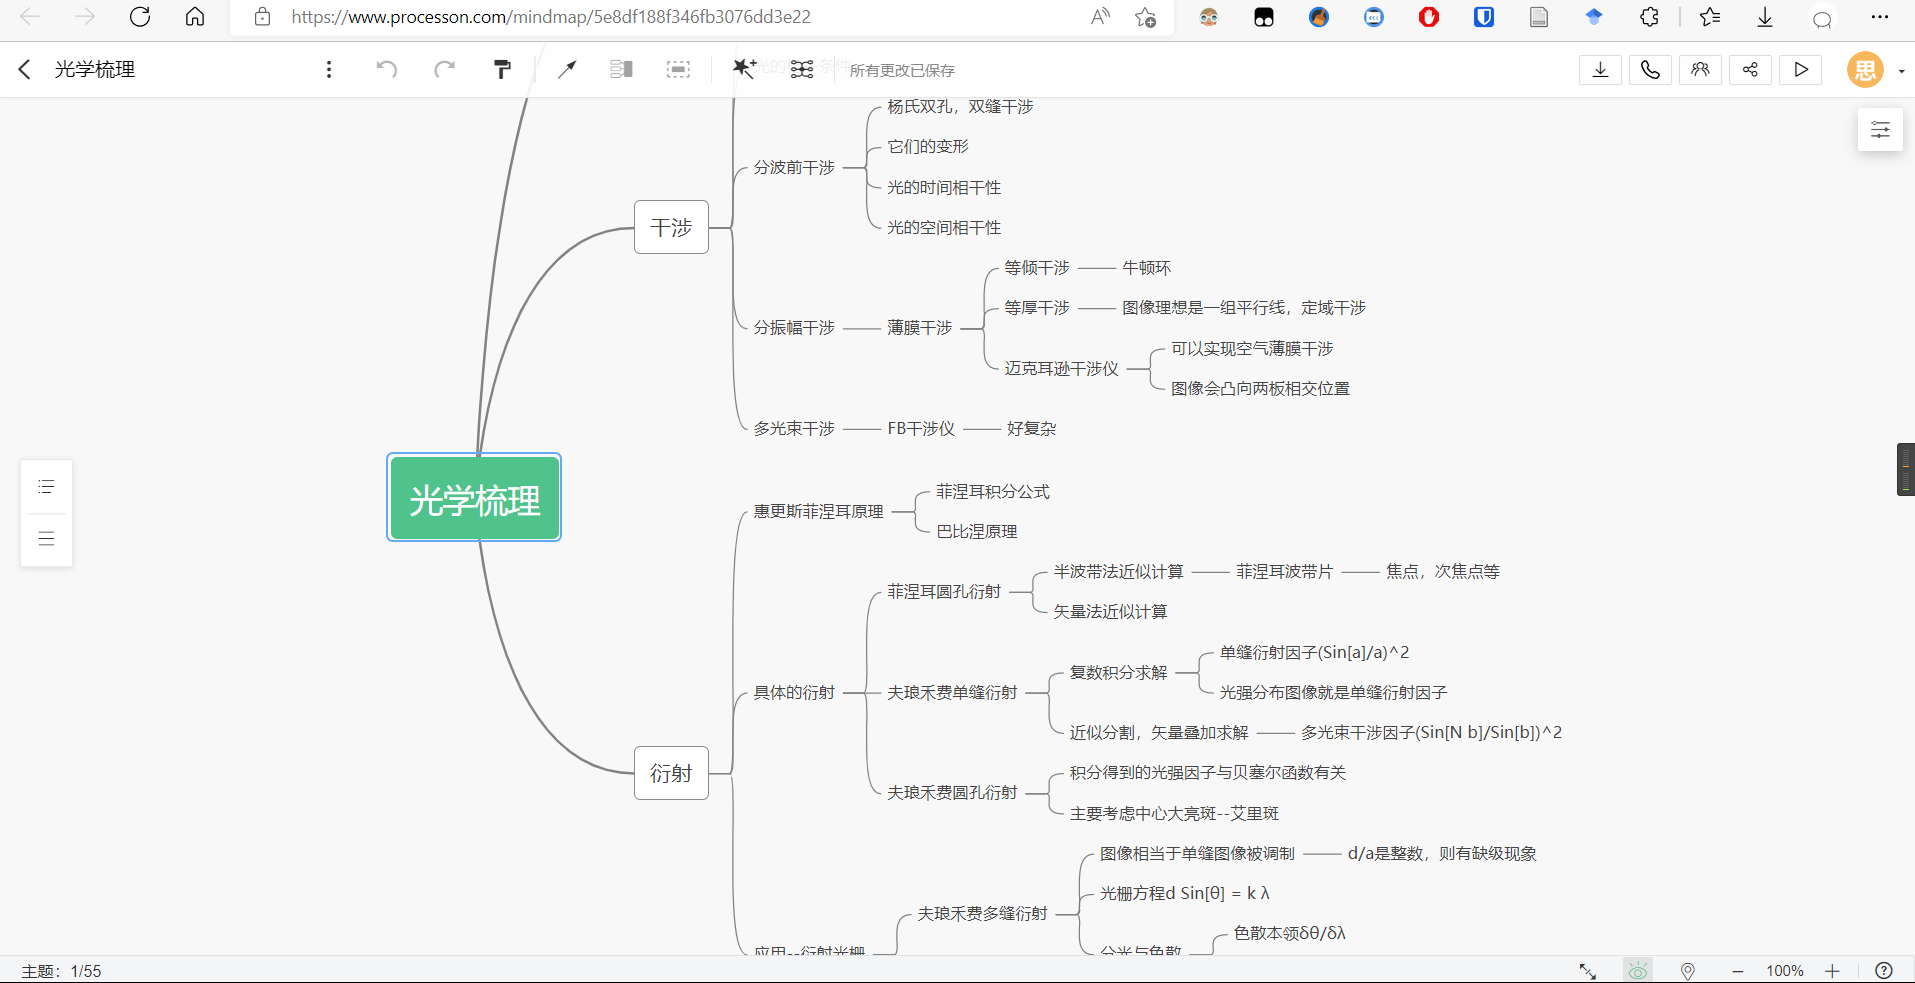 https://www.processon.com/mindmap/5e8df188f346fb3076dd3e22
光学梳理
所有更改已保存
思
杨氏双孔，双缝干涉
它们的变形
分波前干涉
光的时间相干性
光的空间相干性
干涉
等倾干涉
牛顿环
等厚干涉
图像理想是一组平行线，定域干涉
分振幅干涉
薄膜干涉
可以实现空气薄膜干涉
迈克耳逊干涉仪
图像会凸向两板相交位置
多光束干涉
FB干涉仪
好复杂
光学梳理
菲涅耳积分公式
惠更斯菲涅耳原理
巴比涅原理
半波带法近似计算
菲涅耳波带片
焦点，次焦点等
菲涅耳圆孔衍射
矢量法近似计算
单缝衍射因子(Sin[a]/a)^2
复数积分求解
具体的衍射
夫琅禾费单缝衍射
光强分布图像就是单缝衍射因子
近似分割，矢量叠加求解
多光束干涉因子(Sin[N b]/Sin[b])^2
衍射
积分得到的光强因子与贝塞尔函数有关
夫琅禾费圆孔衍射
主要考虑中心大亮斑--艾里斑
图像相当于单缝图像被调制
d/a是整数，则有缺级现象
光栅方程d Sin[θ] = k λ
夫琅禾费多缝衍射
色散本领δθ/δλ
分光与色散
应用--衍射光栅
主题：1/55
100%